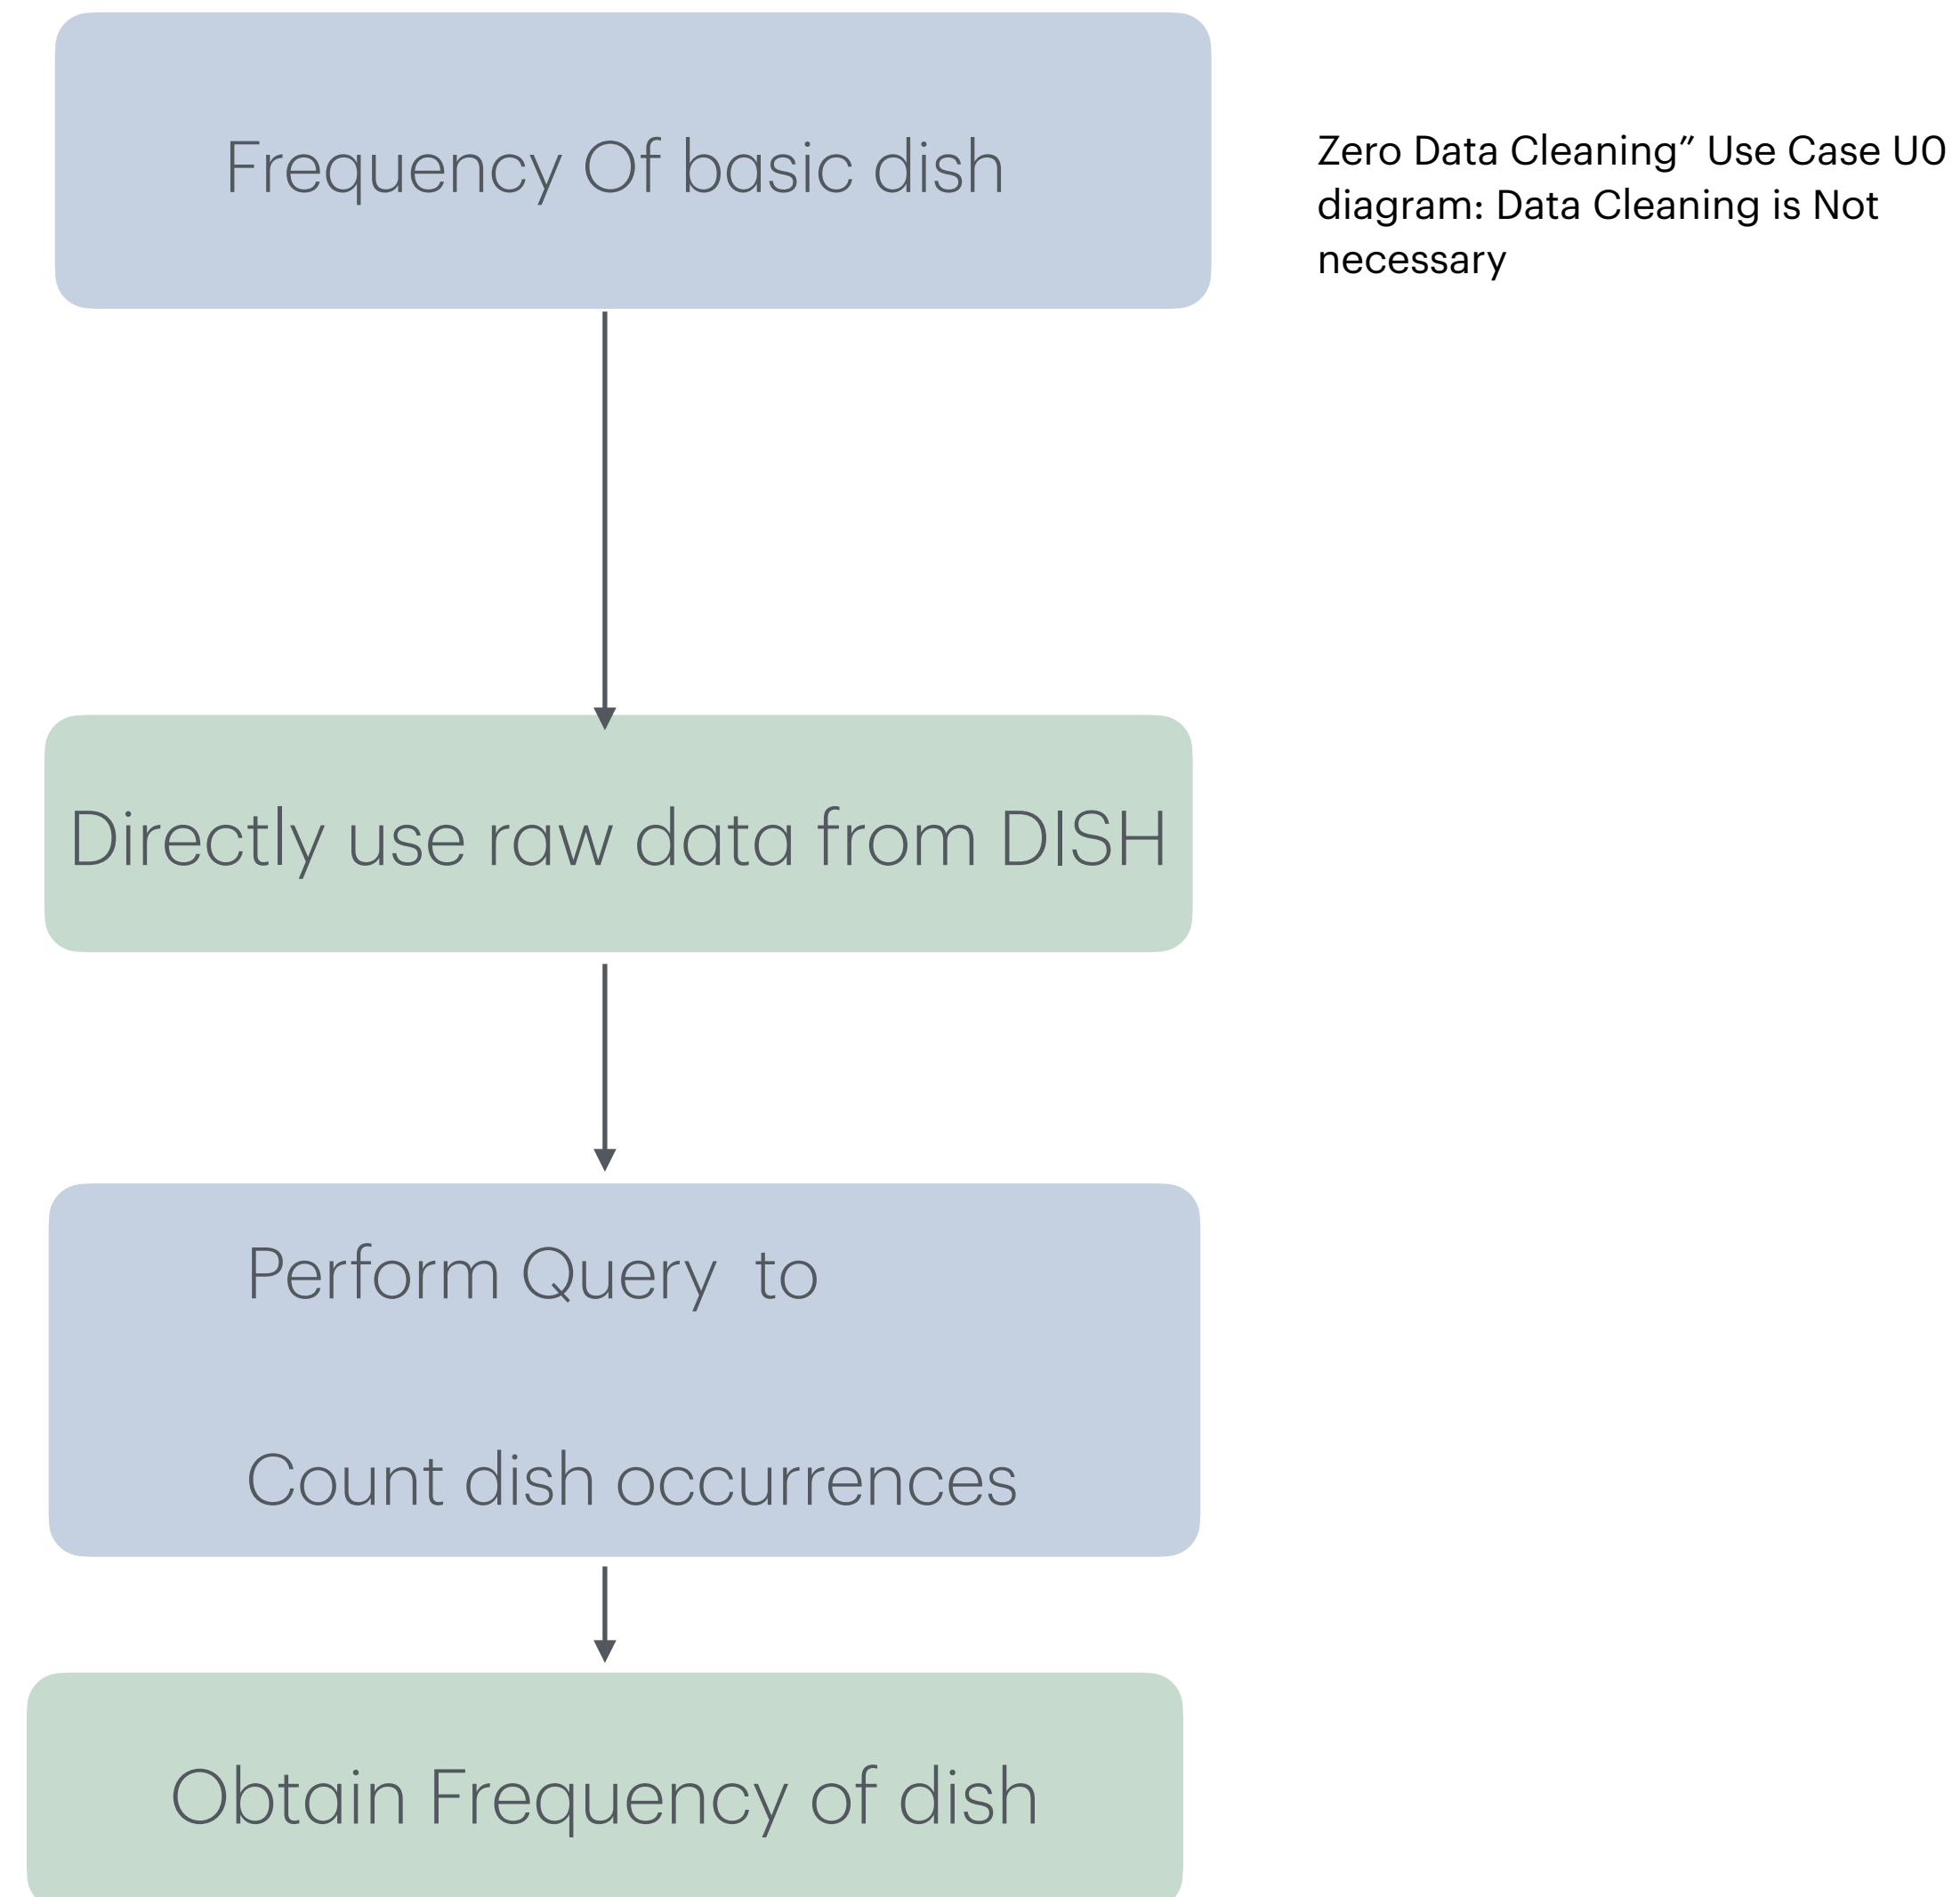 Frequency Of basic dish
Zero Data Cleaning” Use Case U0
diagram: Data Cleaning is Not
necessary
Directly use raw data from DISH
Perform Query  to
Count dish occurrences
Obtain Frequency of dish